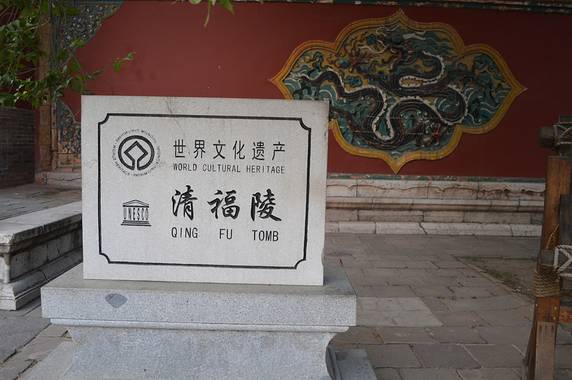 世界文化遗产
WORLD CULTURAL HERITAGE
清福陵
UNESCO
QING FU TOMB